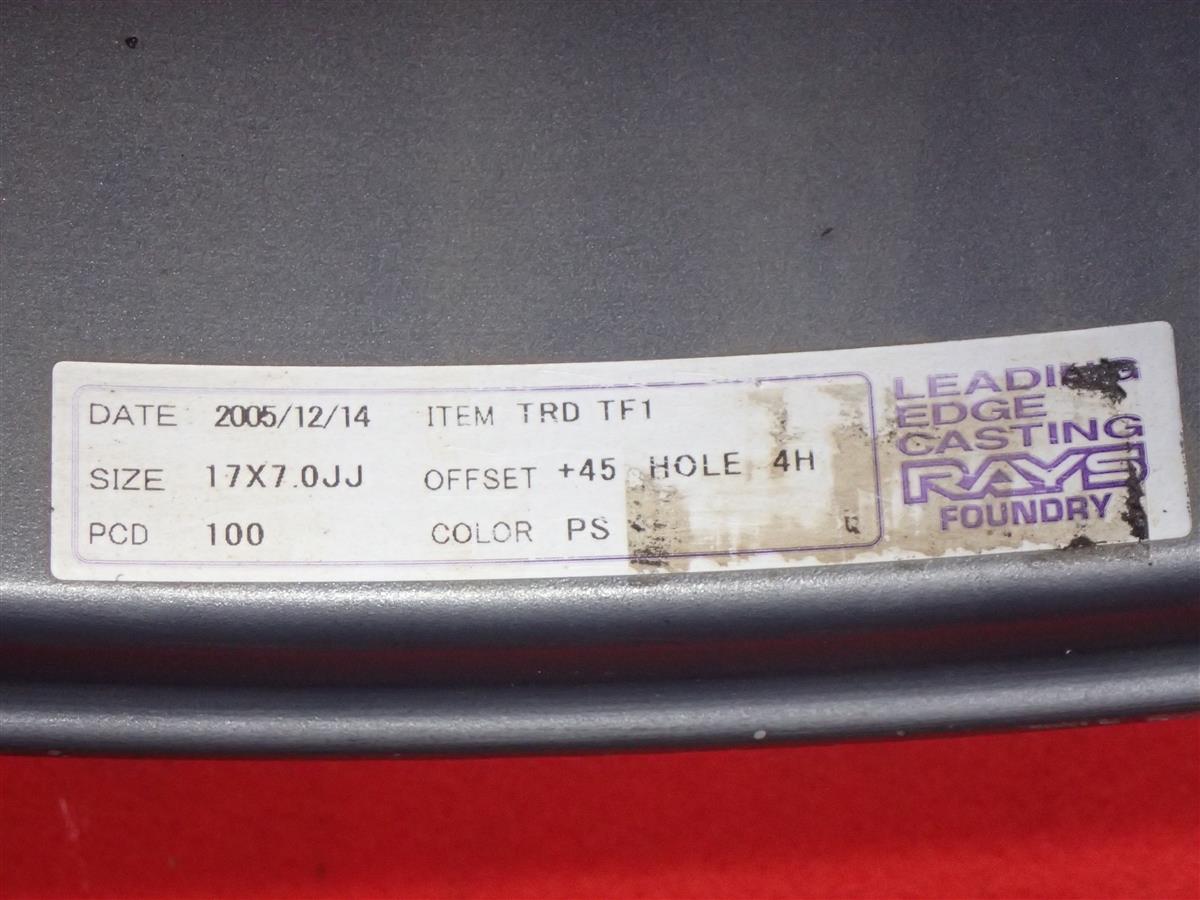 DATE 2005/12/14 ITEM TRD TF1
SIZE 17X7.0JJ OFFSET +45 HOLE 4H
PCD 100 COLOR PS
LEADING
EDGE
CASTING
RAYS
FOUNDRY